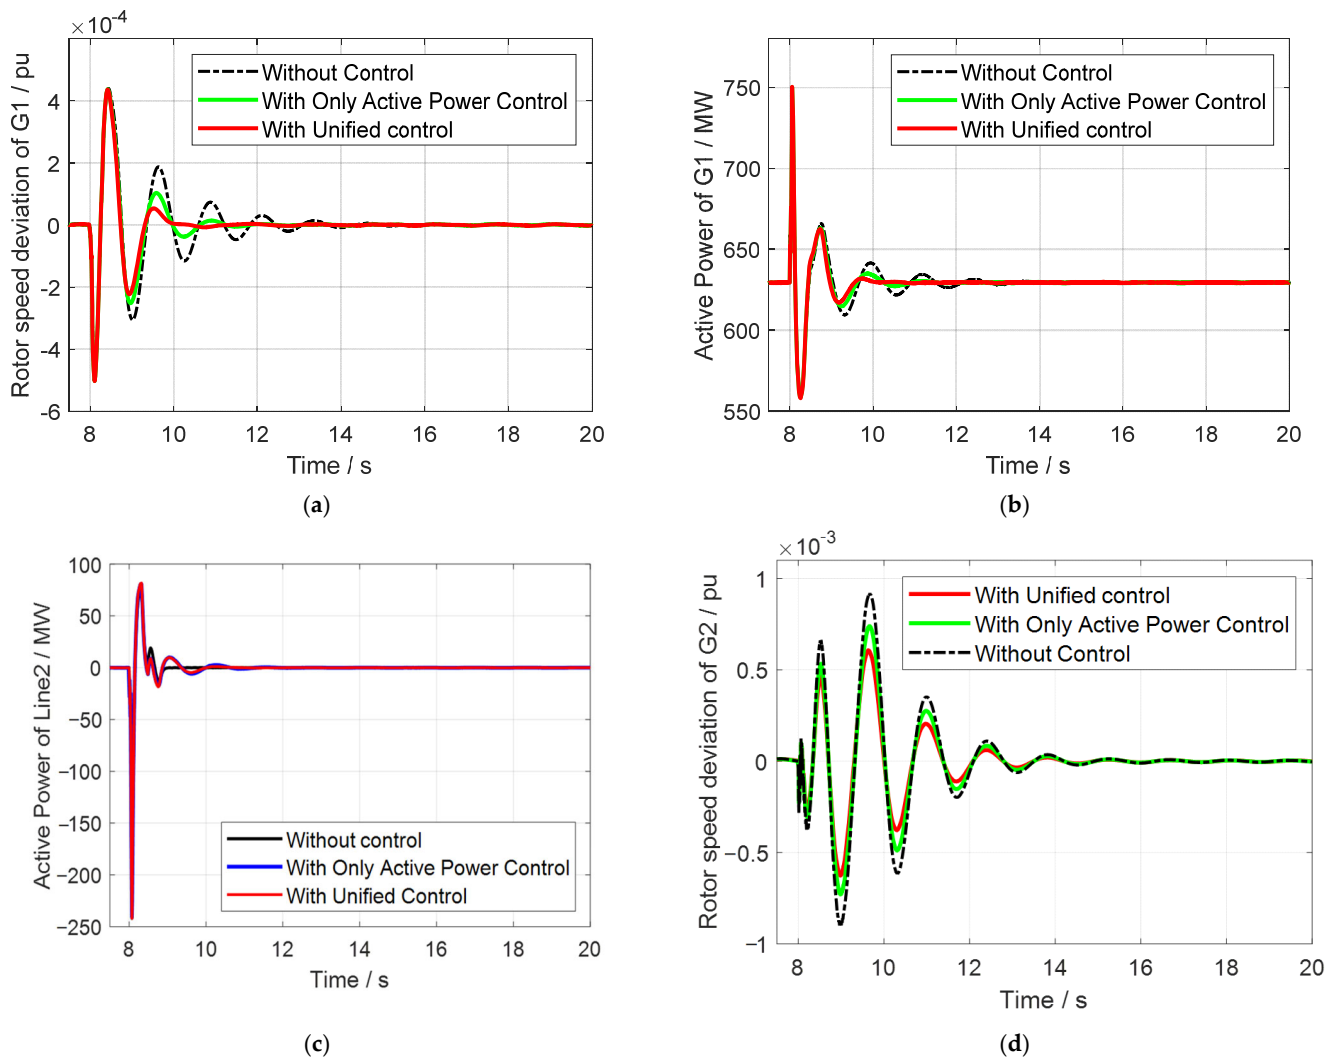 ×10-4
Rotor speed deviation of G1 / pu
4
2
0
-2
-4
-6
Without Control
With Only Active Power Control
With Unified control
8 10 12 14 16 18 20
Time / s
(a)
Active Power of G1 / MW
750
700
650
600
550
Without Control
With Only Active Power Control
With Unified control
8 10 12 14 16 18 20
Time / s
(b)
Active Power of Line2 / MW
100
50
0
−50
−100
−150
−200
−250
Without control
With Only Active Power Control
With Unified Control
8 10 12 14 16 18 20
Time / s
(c)
×10-3
Rotor speed deviation of G2 / pu
1
0.5
0
−0.5
−1
With Unified control
With Only Active Power Control
Without Control
8 10 12 14 16 18 20
Time / s
(d)